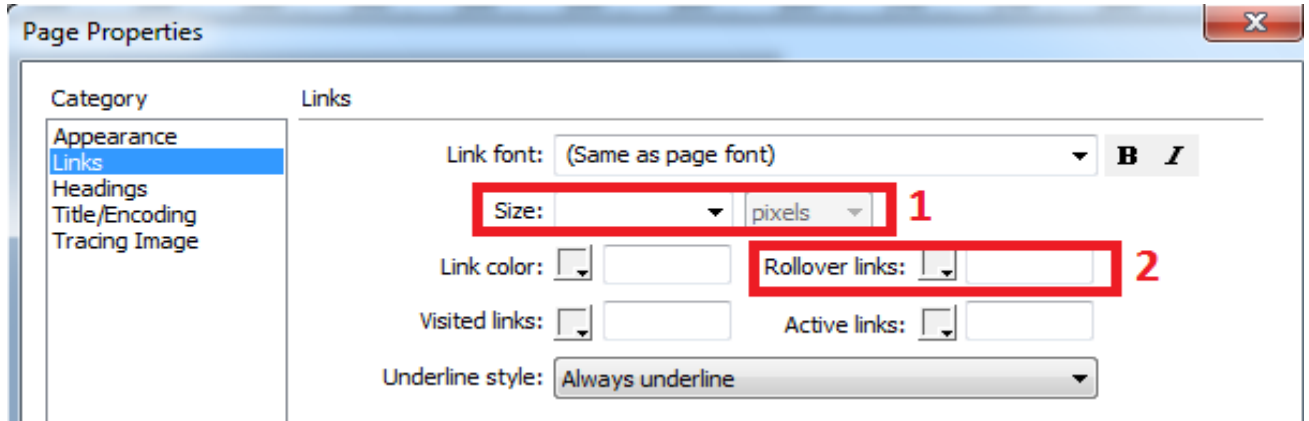 Page Properties
Category
Links
Appearance
Links
Headings
Title/Encoding
Tracing Image
Link font: (Same as page font) B I
Size: pixels 1
Link color: Rollover links: 2
Visited links: Active links:
Underline style: Always underline